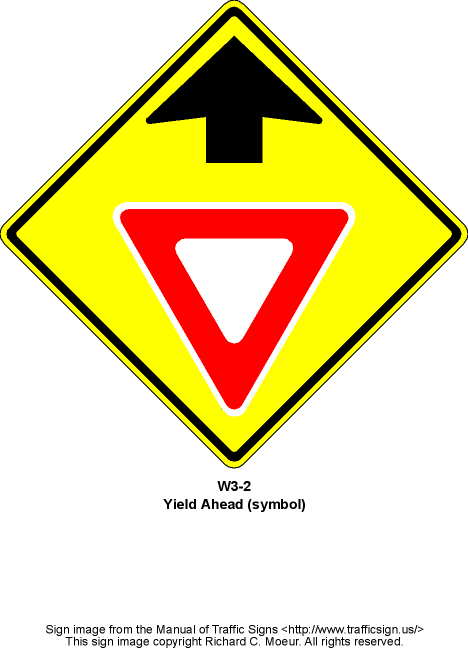 W3-2
Yield Ahead (symbol)
Sign image from the Manual of Traffic Signs <http://www.trafficsign.us/>
This sign image copyright Richard C. Moeur. All rights reserved.